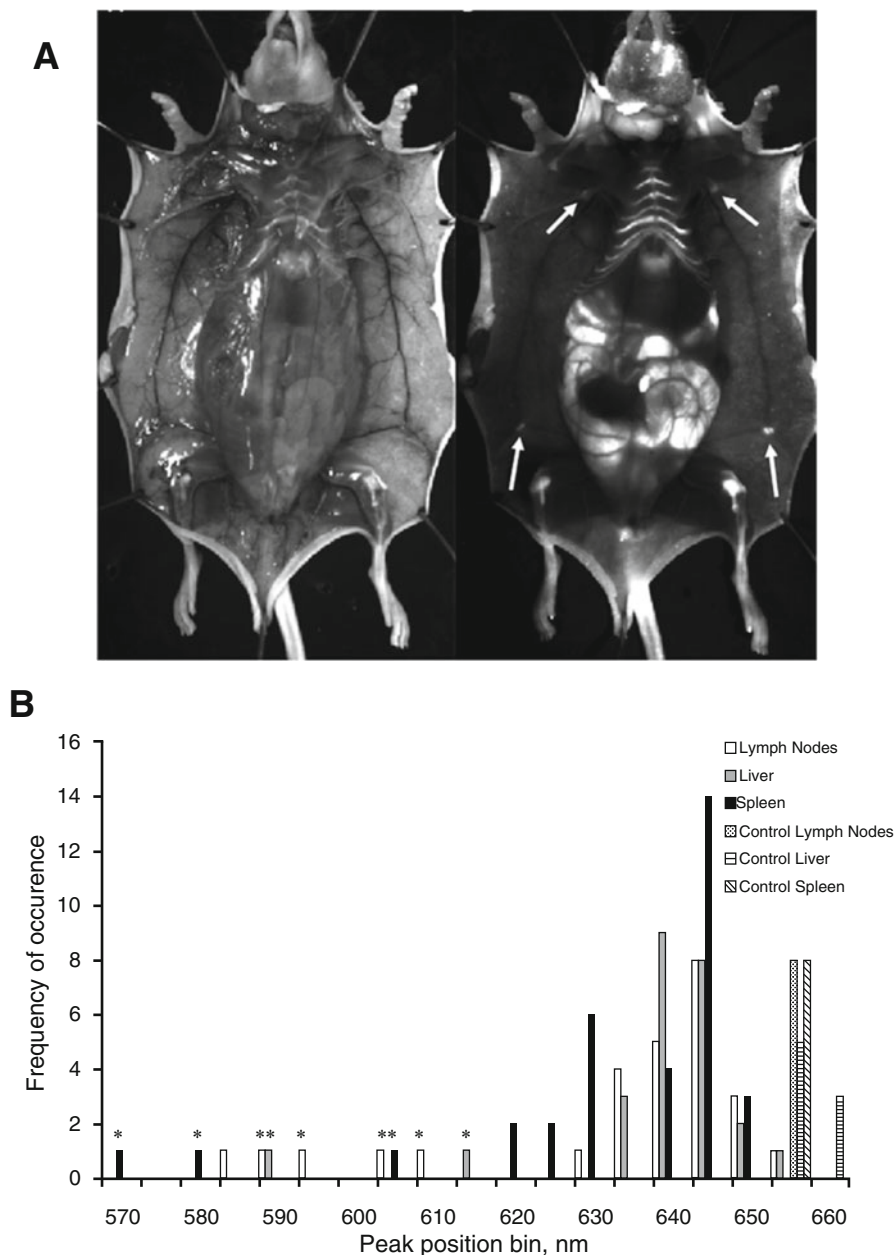 A
B
Frequency of occurence
16
14
12
10
8
6
4
2
0
Lymph Nodes
Liver
Spleen
Control Lymph Nodes
Control Liver
Control Spleen
* * ** * ** * *
570 580 590 600 610 620 630 640 650 660
Peak position bin, nm